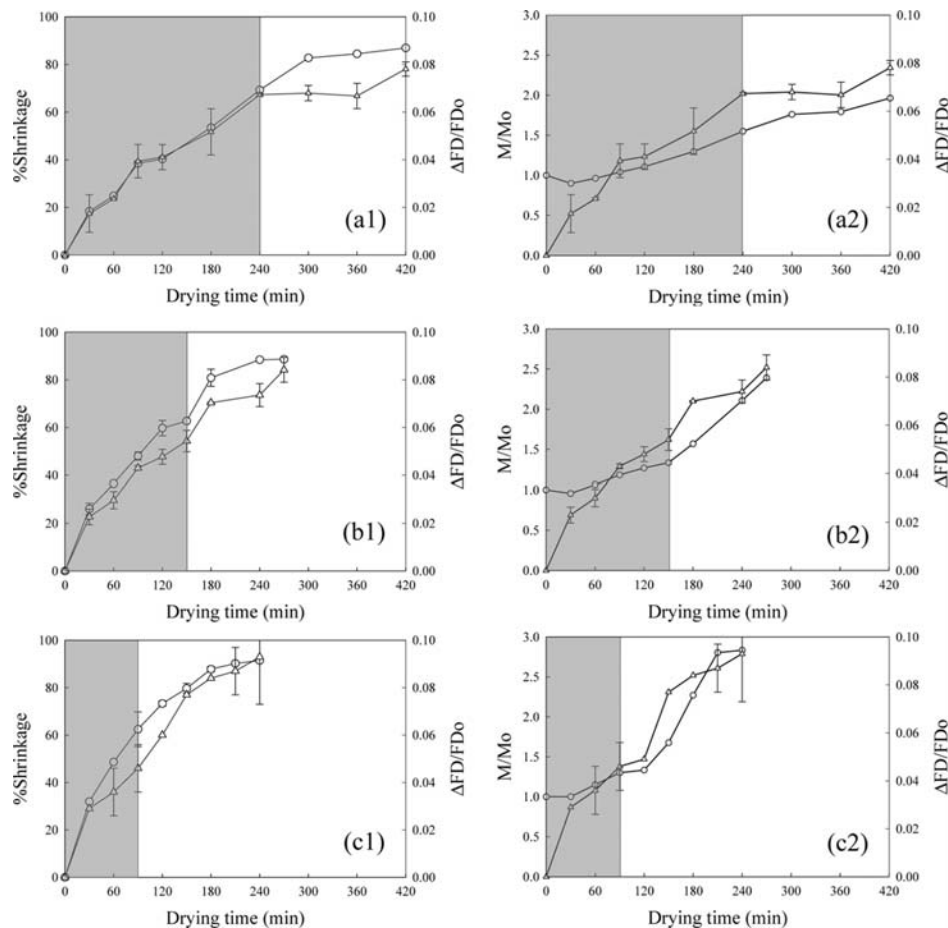 100 0.10 3.0 0.10
80 0.08 2.5 0.08
60 0.06 2.0 0.06
%Shrinkage ΔFD/FDo M/Mo ΔFD/FDo
1.5
40 0.04 1.0 0.04
20 (a1) 0.02 0.5 (a2) 0.02
0 0.00 0.0 0.00
0 60 120 180 240 300 360 420 0 60 120 180 240 300 360 420
Drying time (min) Drying time (min)
100 0.10 3.0 0.10
80 0.08 2.5 0.08
60 0.06 2.0 0.06
%Shrinkage ΔFD/FDo M/Mo ΔFD/FDo
1.5
40 0.04 1.0 0.04
20 (b1) 0.02 0.5 (b2) 0.02
0 0.00 0.0 0.00
0 60 120 180 240 300 360 420 0 60 120 180 240 300 360 420
Drying time (min) Drying time (min)
100 0.10 3.0 0.10
80 0.08 2.5 0.08
60 0.06 2.0 0.06
%Shrinkage ΔFD/FDo M/Mo ΔFD/FDo
1.5
40 0.04 1.0 0.04
20 (c1) 0.02 0.5 (c2) 0.02
0 0.00 0.0 0.00
0 60 120 180 240 300 360 420 0 60 120 180 240 300 360 420
Drying time (min) Drying time (min)